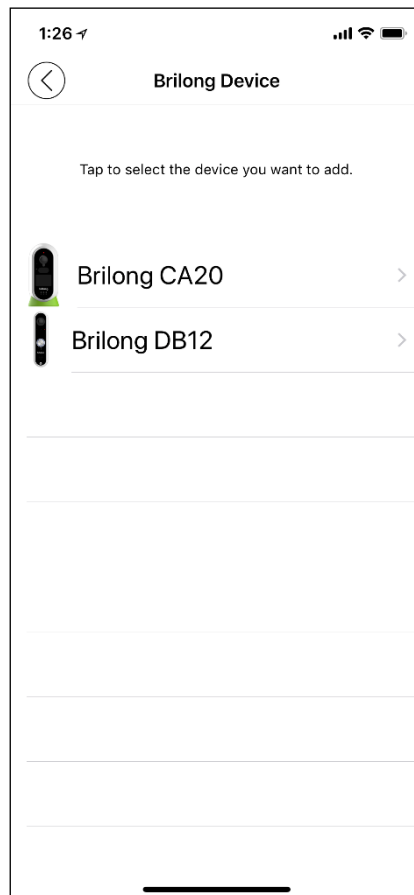 1:26
Brilong Device
Tap to select the device you want to add.
Brilong CA20
Brilong DB12